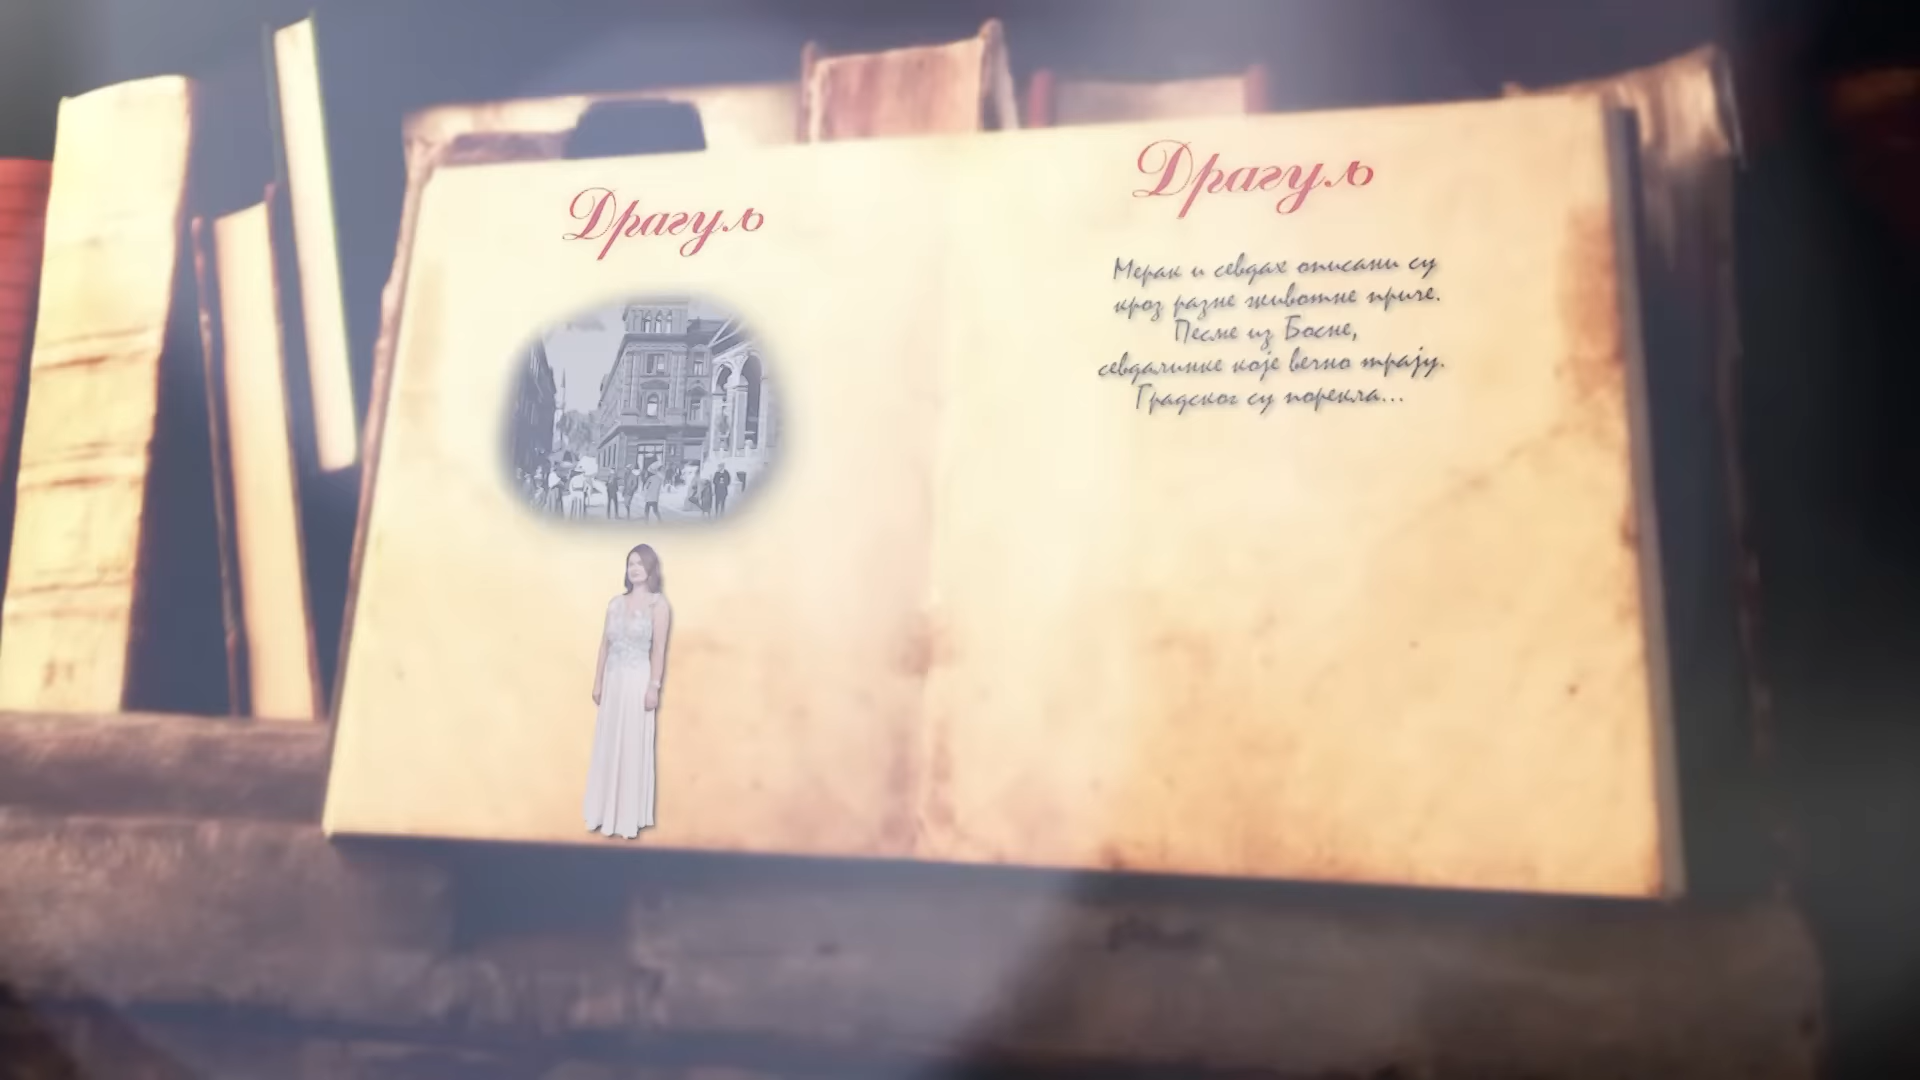 Драгуљ
Драгуљ
Мерак и севдах описани су
кроз разне животне приче.
Песме из Босне,
севдалинке које вечно трају.
Градског су порекла...